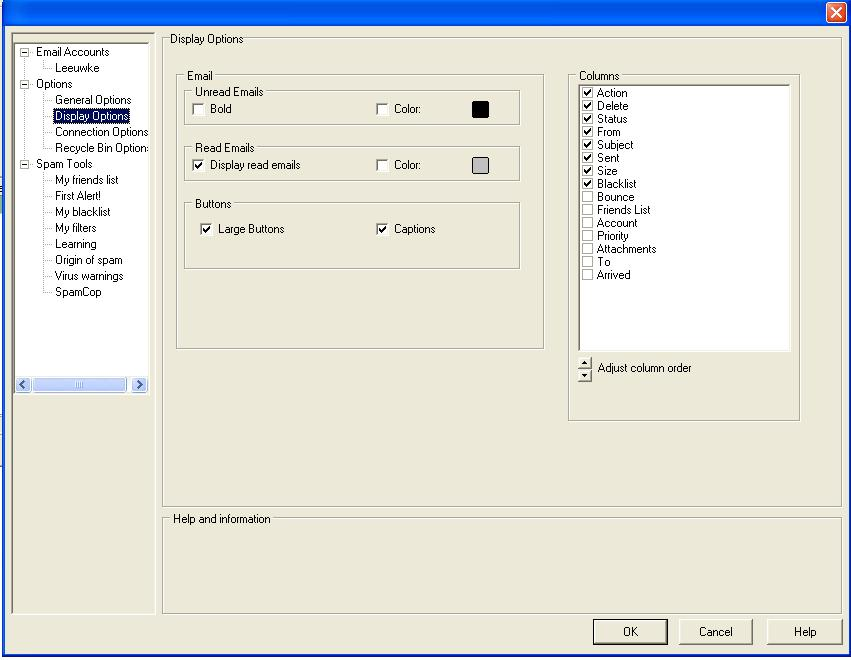 Email Accounts
Leeuwke
Options
General Options
Display Options
Connection Options
Recycle Bin Option
Spam Tools
My friends list
First Alert!
My blacklist
My filters
Learning
Origin of spam
Virus warnings
SpamCop
Display Options
Email
Unread Emails
Bold
Color:
Read Emails
Display read emails
Color:
Buttons
Large Buttons
Captions
Columns
Action
Delete
Status
From
Subject
Sent
Size
Blacklist
Bounce
Friends List
Account
Priority
Attachments
To
Arrived
Adjust column order
Help and information
OK
Cancel
Help